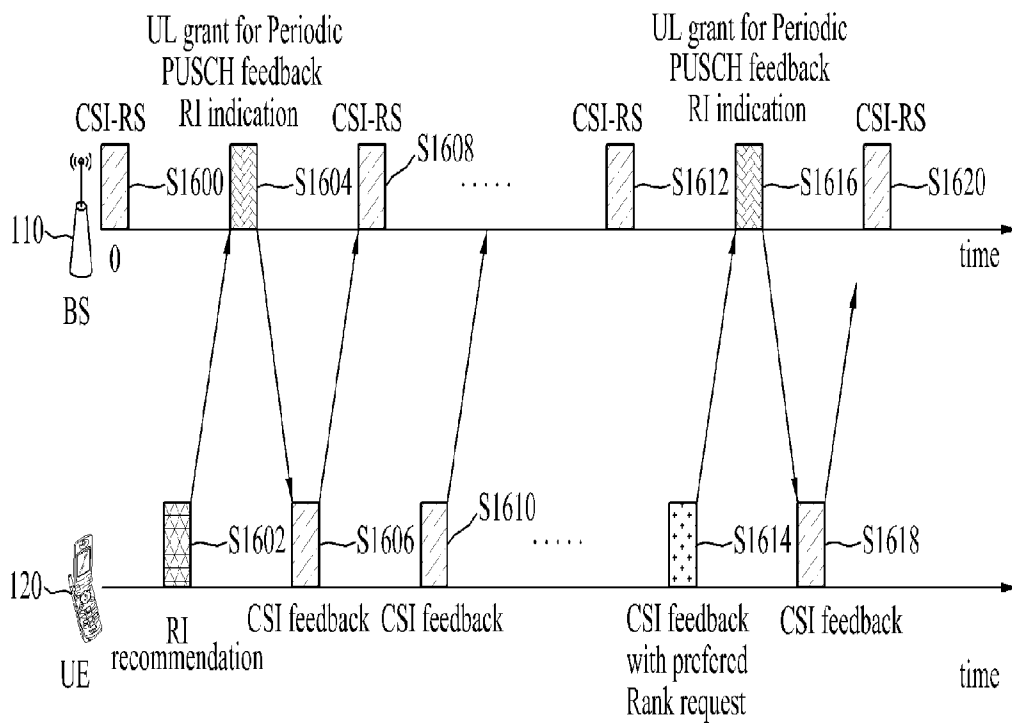 UL grant for Periodic
PUSCH feedback
RI indication
UL grant for Periodic
PUSCH feedback
RI indication
CSI-RS
CSI-RS
CSI-RS
CSI-RS
S1600
S1604
S1608
.....
S1612
S1616
S1620
110
0
time
BS
S1602
S1606
S1610
.....
S1614
S1618
120
RI
recommendation
CSI feedback
CSI feedback
CSI feedback
with prefered
Rank request
CSI feedback
UE
time